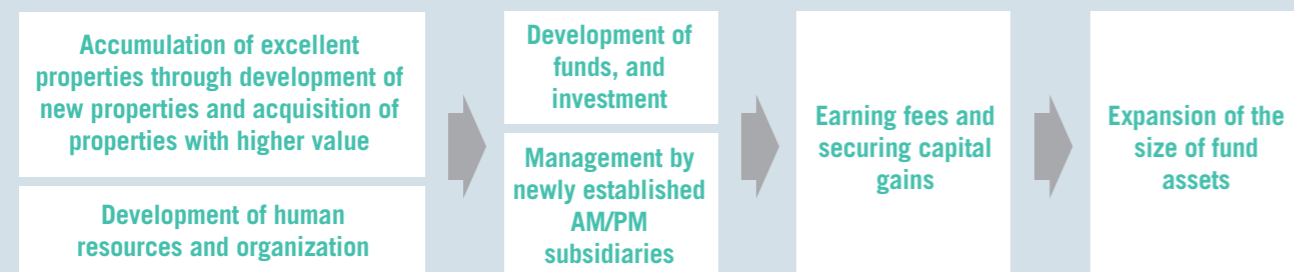 Accumulation of excellent
properties through development of
new properties and acquisition of
properties with higher value
Development of human
resources and organization
Development of
funds, and
investment
Management by
newly established
AM/PM
subsidiaries
Earning fees and
securing capital
gains
Expansion of the
size of fund
assets